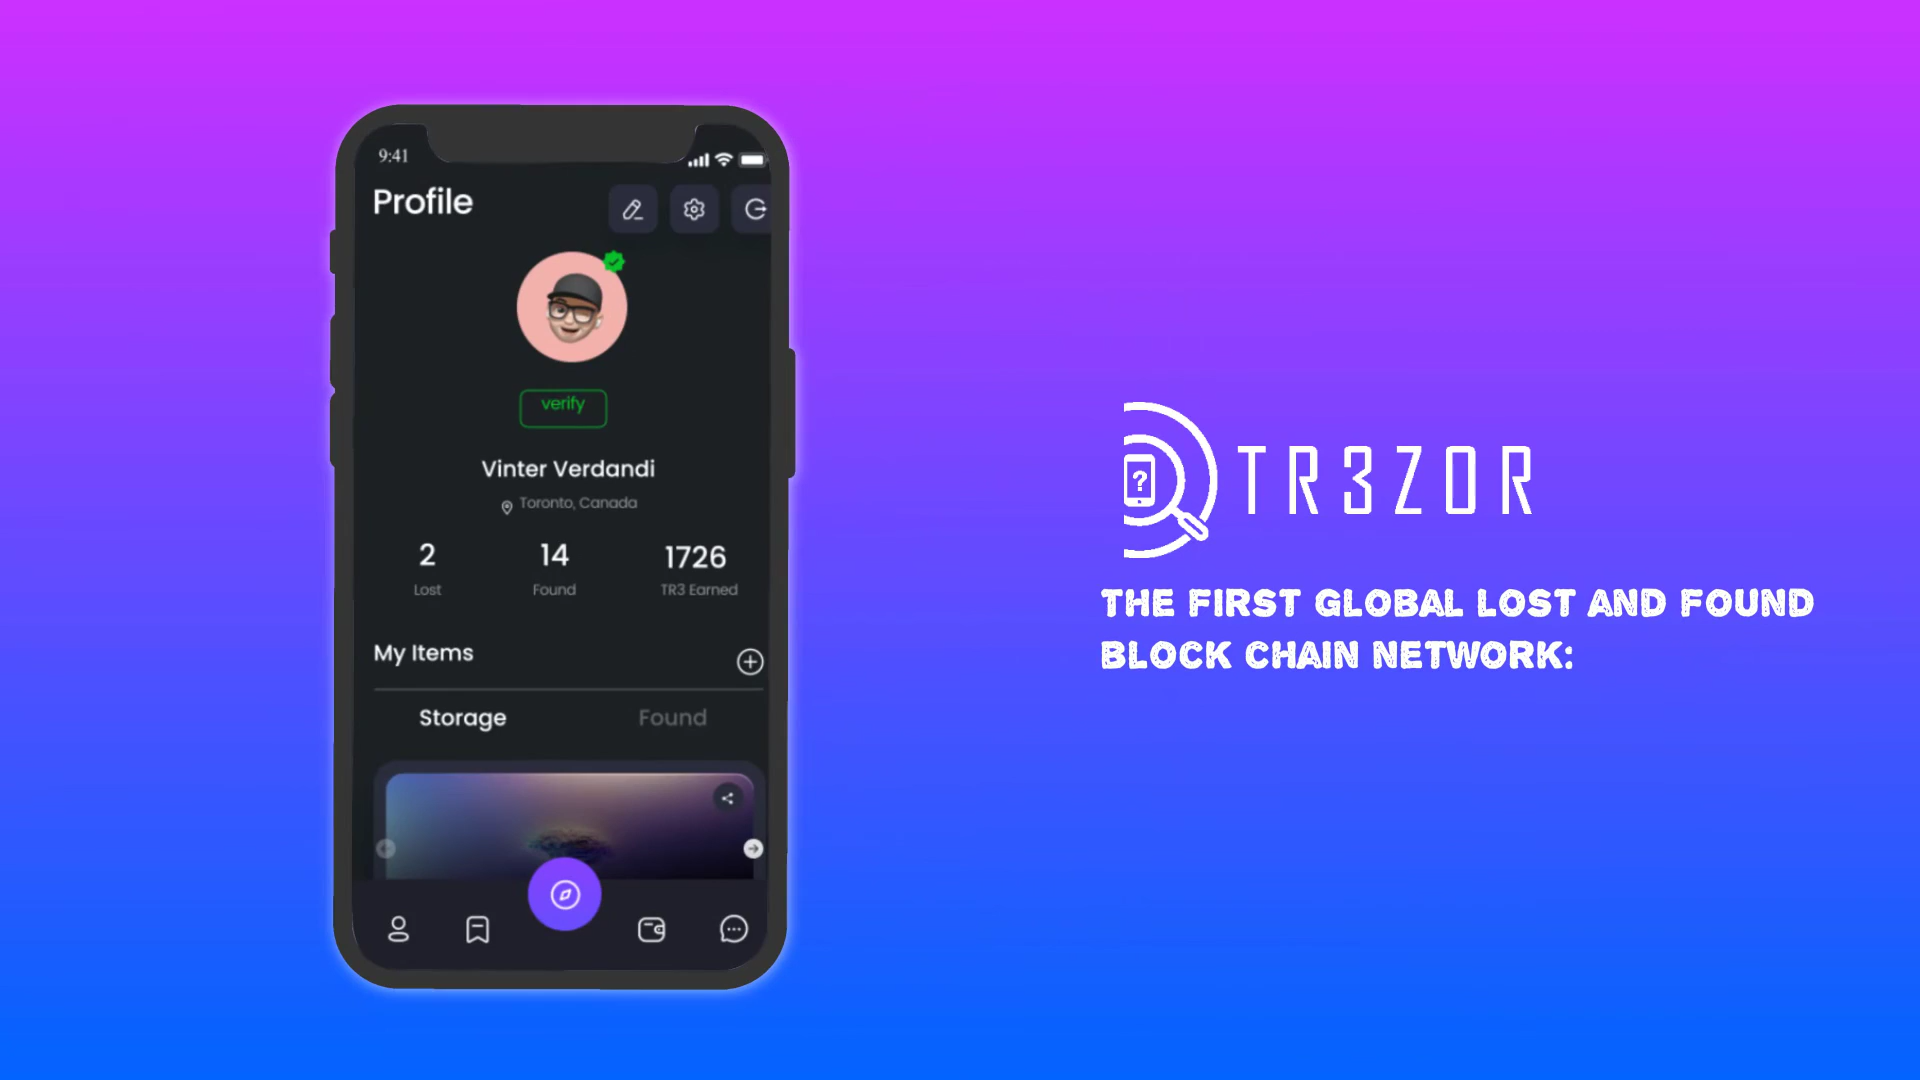 9:41
Profile
verify
Vinter Verdandi
Toronto, Canada
2 14 1726
Lost Found TR3 Earned
My Items
Storage Found
?
TR3ZOR
THE FIRST GLOBAL LOST AND FOUND
BLOCK CHAIN NETWORK: